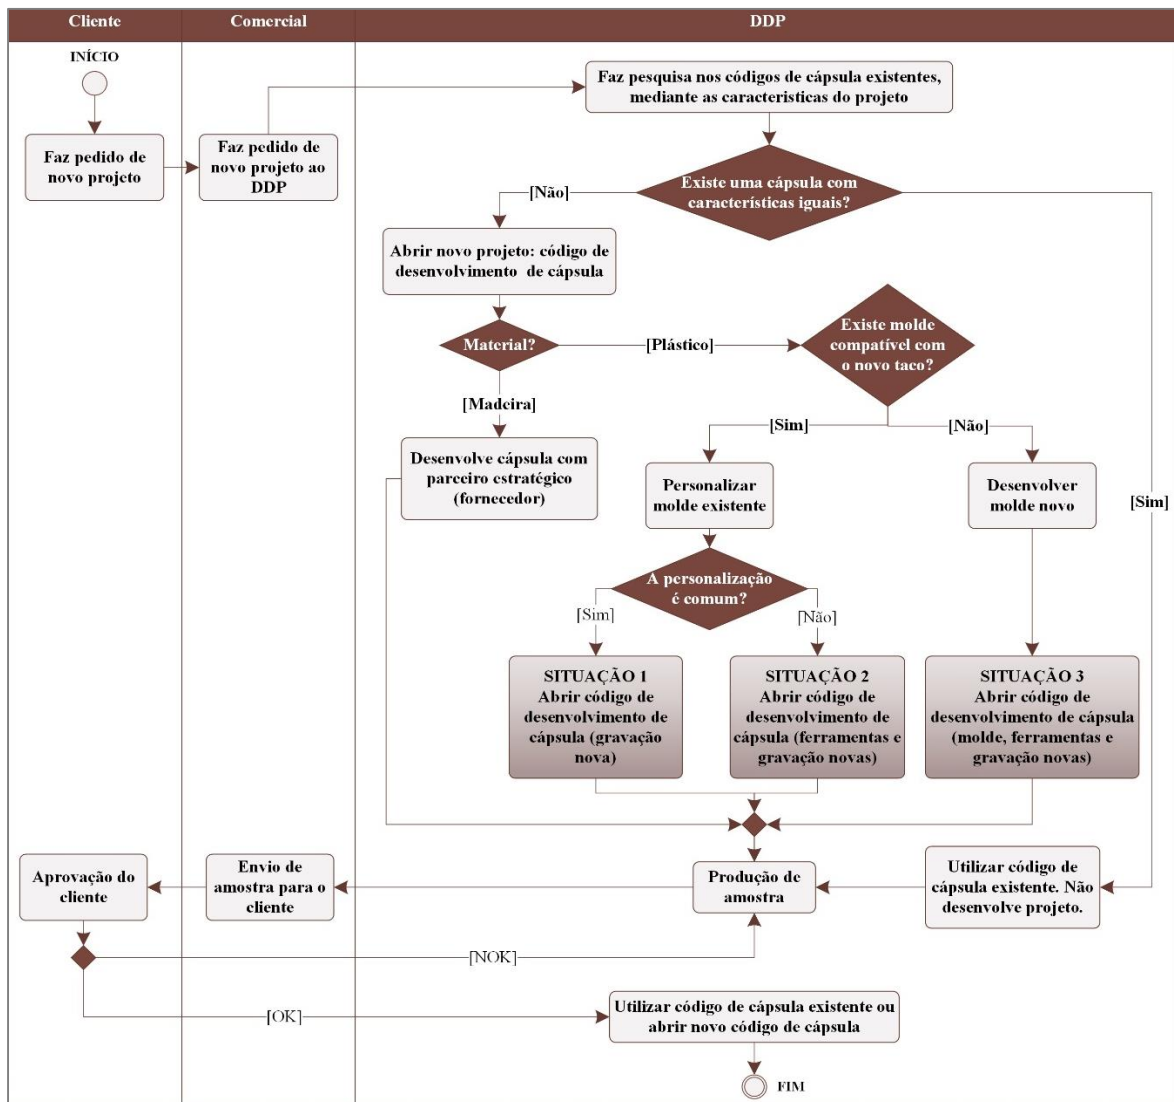 Cliente
Comercial
DDP
INÍCIO
Faz pedido de
novo projeto
Faz pedido de
novo projeto ao
DDP
Faz pesquisa nos códigos de cápsula existentes,
mediante as caracteristicas do projeto
Existe uma cápsula com
características iguais?
[Não]
Abrir novo projeto: código de
desenvolvimento de cápsula
Material?
[Plástico]
Existe molde
compatível com
o novo taco?
[Madeira]
[Sim]
[Não]
Desenvolve cápsula com
parceiro estratégico
(fornecedor)
Personalizar
molde existente
Desenvolver
molde novo
[Sim]
A personalização
é comum?
[Sim]
[Não]
SITUAÇÃO 1
Abrir código de
desenvolvimento de
cápsula (gravação
nova)
SITUAÇÃO 2
Abrir código de
desenvolvimento de
cápsula (ferramentas e
gravação novas)
SITUAÇÃO 3
Abrir código de
desenvolvimento de cápsula
(molde, ferramentas e
gravação novas)
Aprovação do
cliente
Envio de
amostra para o
cliente
Produção de
amostra
Utilizar código de
cápsula existente. Não
desenvolve projeto.
[NOK]
[OK]
Utilizar código de cápsula existente ou
abrir novo código de cápsula
FIM